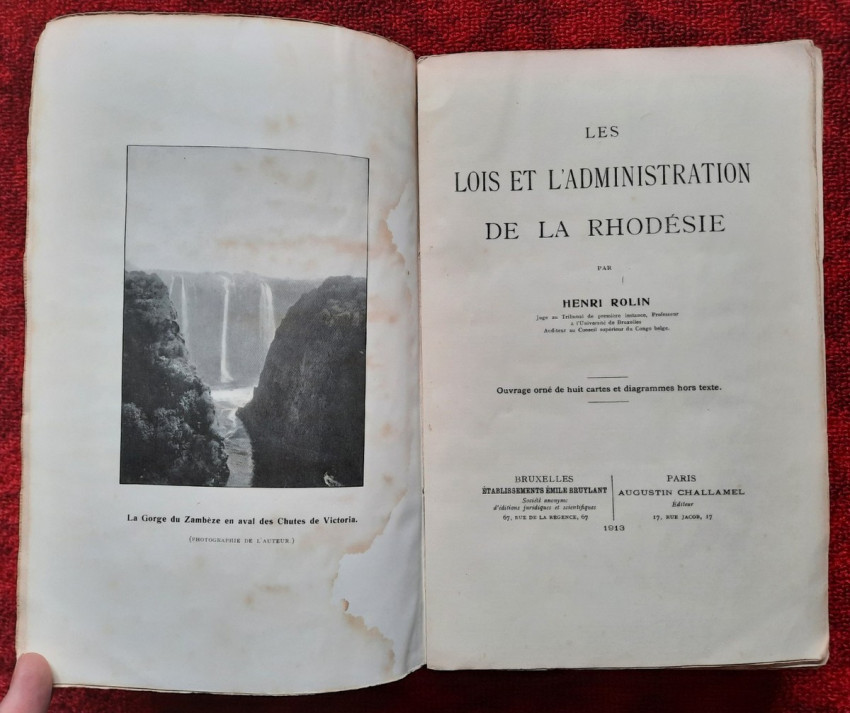 La Gorge du Zambèze en aval des Chutes de Victoria.
(PHOTOGRAPHIE DE L'AUTEUR.)
LES
LOIS ET L'ADMINISTRATION
DE LA RHODÉSIE
PAR
HENRI ROLIN
Juge au Tribunal de première instance, Professeur
à l'Université de Bruxelles
Auditeur au Conseil supérieur du Congo belge.
Ouvrage orné de huit cartes et diagrammes hors texte.
BRUXELLES
ÉTABLISSEMENTS ÉMILE BRUYLANT
Société anonyme
d'éditions juridiques et scientifiques
67, RUE DE LA RÉGENCE, 67
PARIS
AUGUSTIN CHALLAMEL
Éditeur
17, RUE JACOB, 17
1913